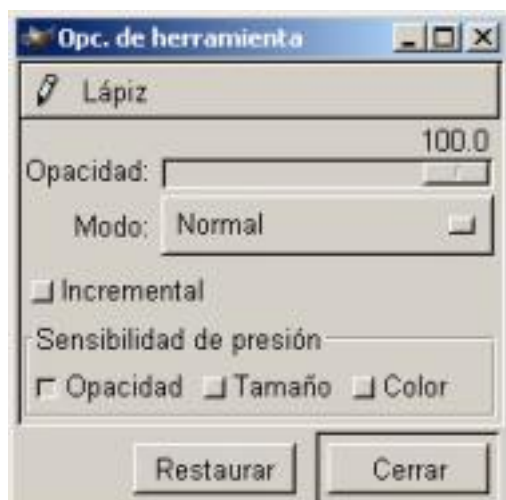 Opc. de herramienta
Lápiz
100.0
Opacidad:
Modo: Normal
Incremental
Sensibilidad de presión
Opacidad Tamaño Color
Restaurar Cerrar